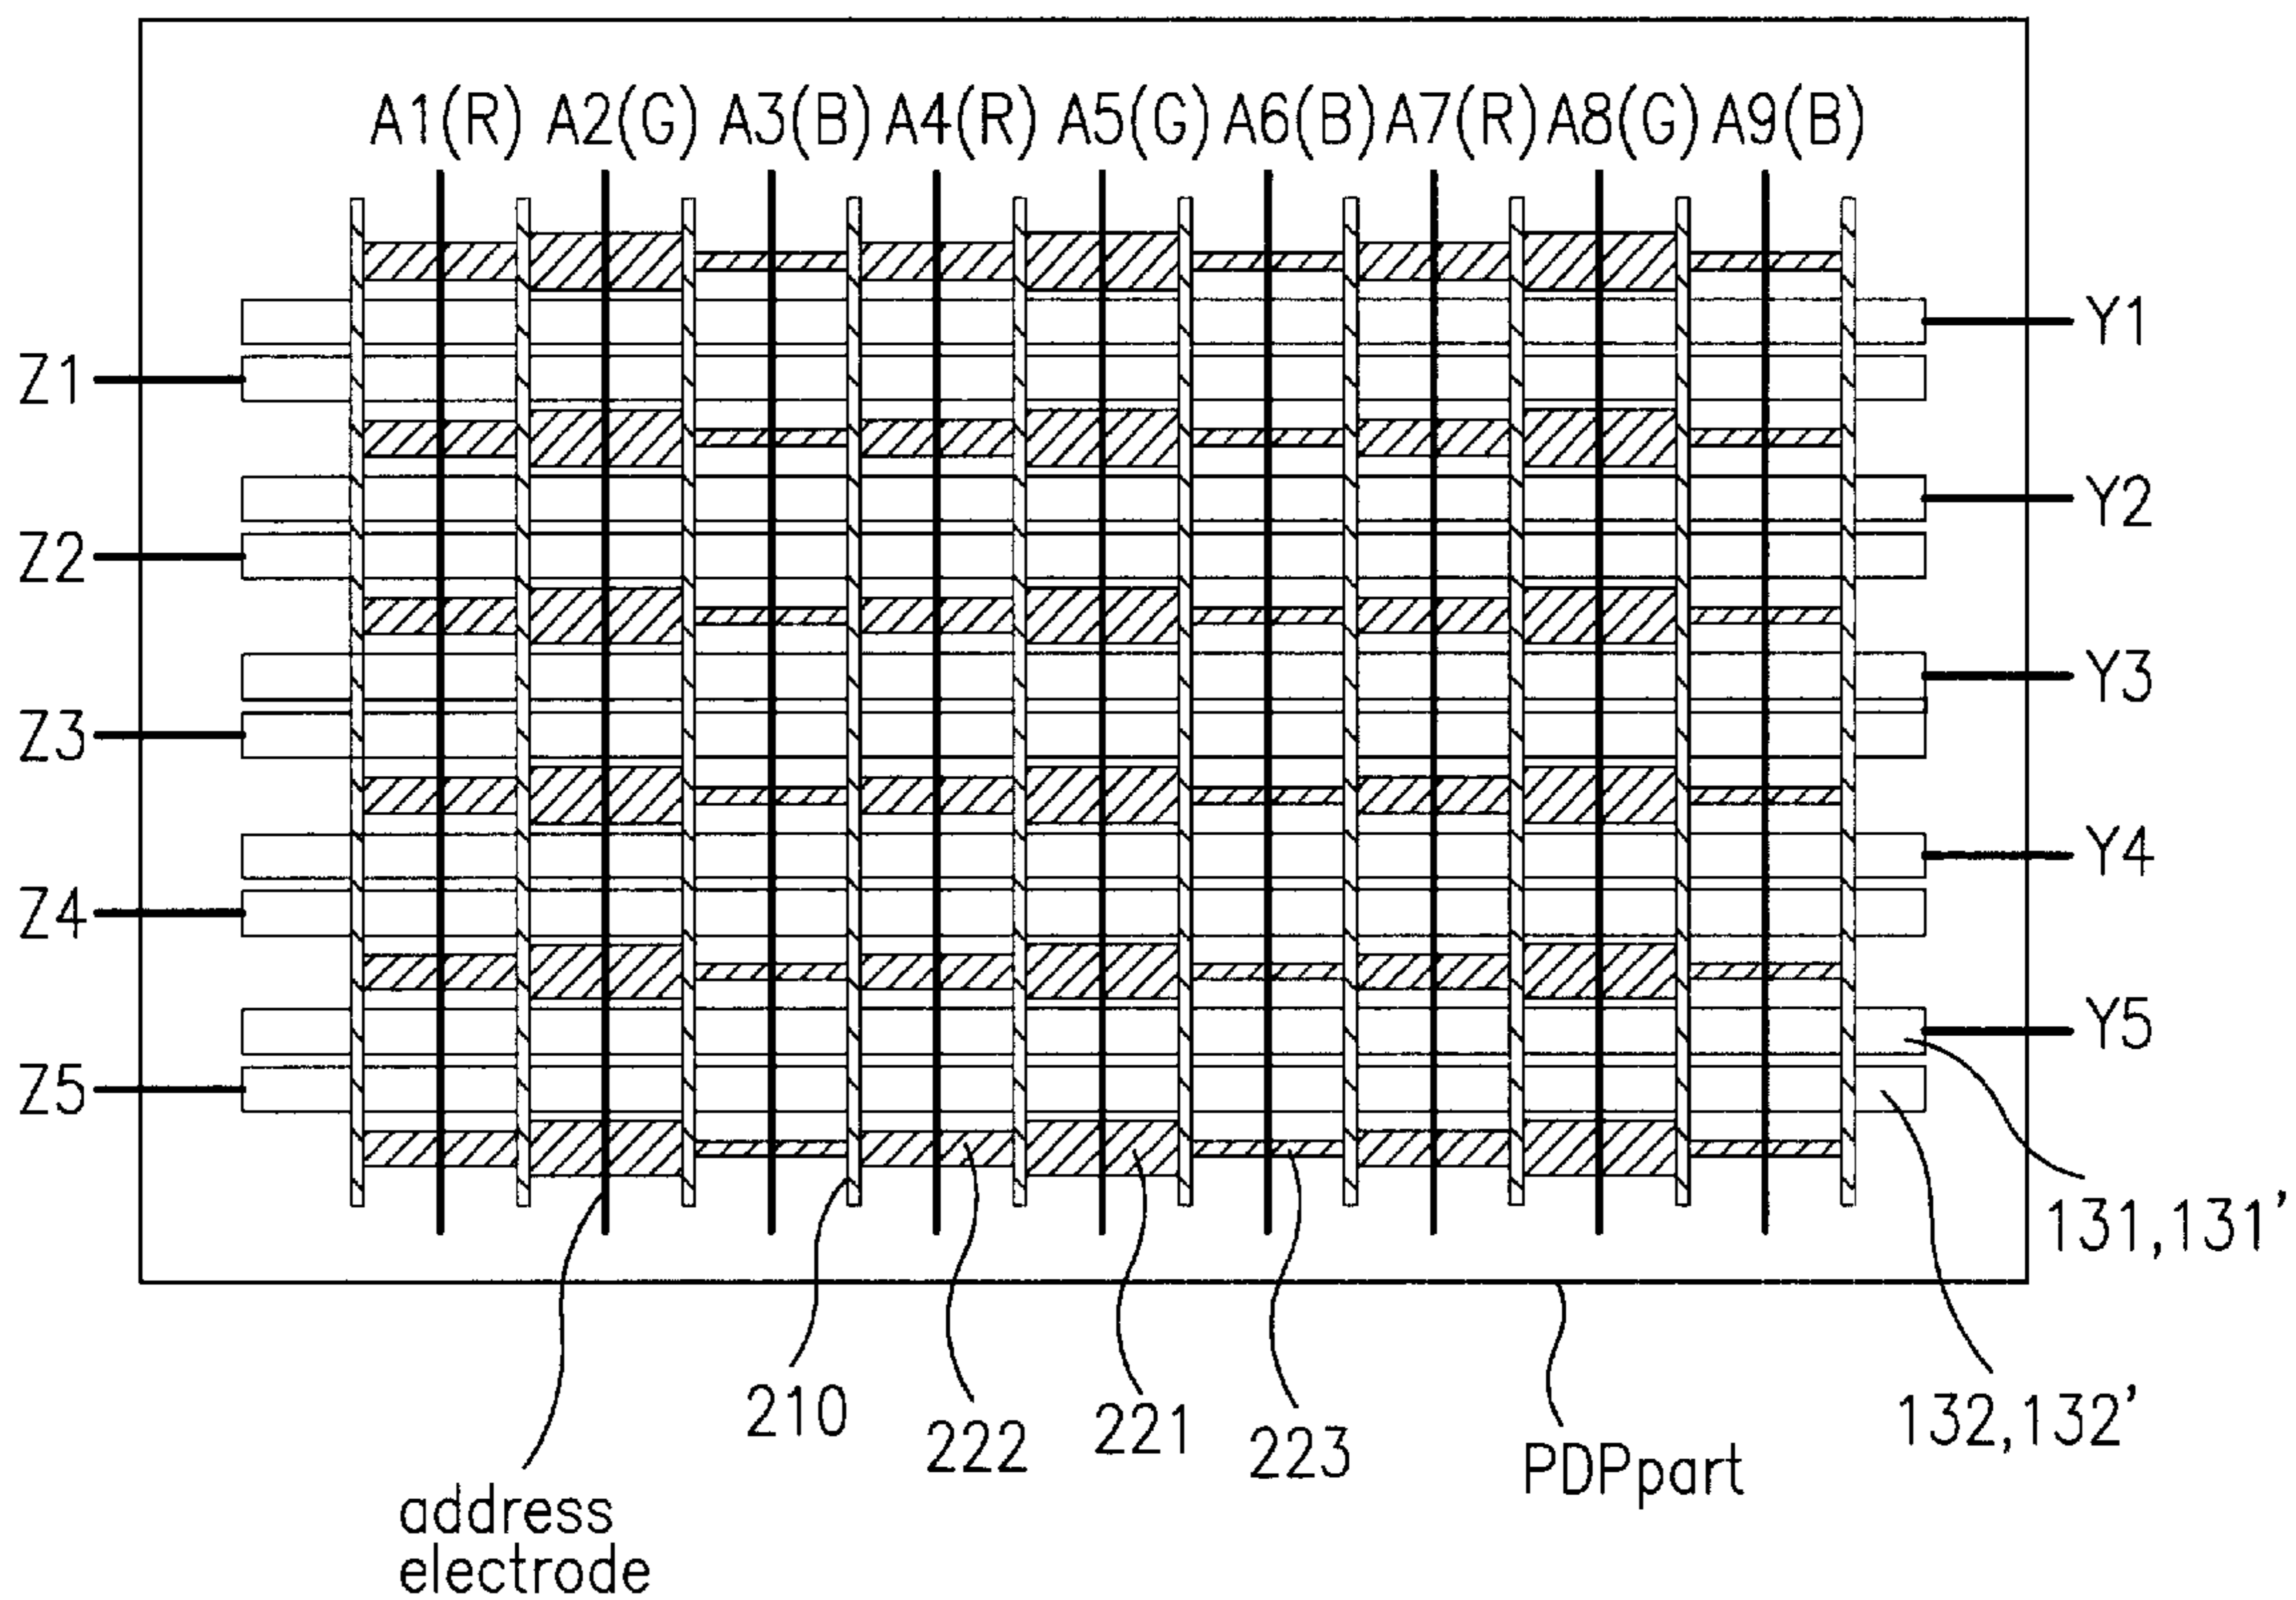 A1(R) A2(G) A3(B) A4(R) A5(G) A6(B) A7(R) A8(G) A9(B)
Y1
Z1
Y2
Z2
Y3
Z3
Y4
Z4
Y5
Z5
131,131’
210
222
221
223
132,132’
PDPpart
address
electrode